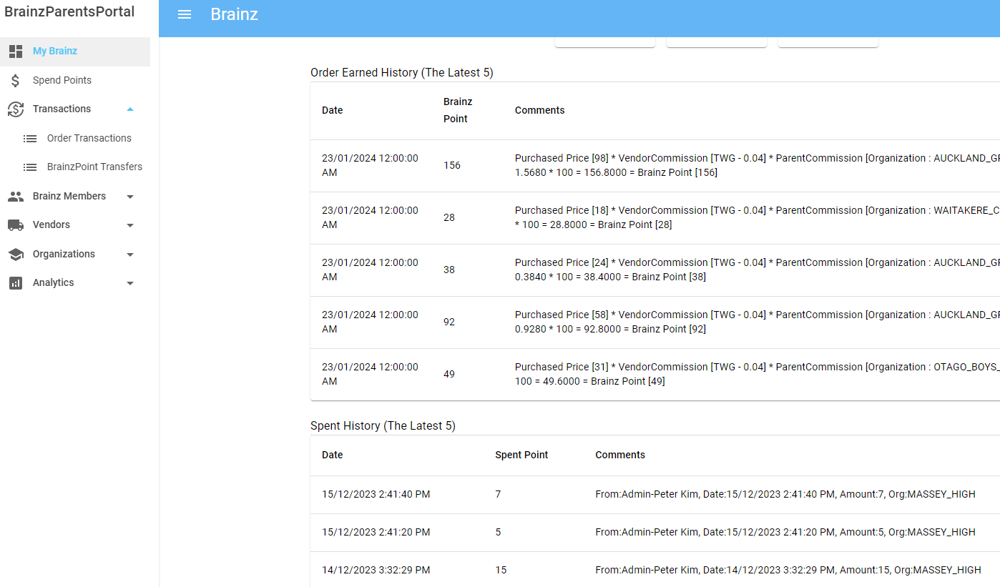 BrainzParentsPortal
Brainz
My Brainz
Spend Points
Transactions
Order Transactions
BrainzPoint Transfers
Brainz Members
Vendors
Organizations
Analytics
Order Earned History (The Latest 5)
Date Brainz Point Comments
23/01/2024 12:00:00 AM 156 Purchased Price [98] * VendorCommission [TWG - 0.04] * ParentCommission [Organization :
1.5680 * 100 = 156.8000 = Brainz Point [156]
23/01/2024 12:00:00 AM 28 Purchased Price [18] * VendorCommission [TWG - 0.04] * ParentCommission [Organization :
* 100 = 28.8000 = Brainz Point [28]
23/01/2024 12:00:00 AM 38 Purchased Price [24] * VendorCommission [TWG - 0.04] * ParentCommission [Organization :
0.3840 * 100 = 38.4000 = Brainz Point [38]
23/01/2024 12:00:00 AM 92 Purchased Price [58] * VendorCommission [TWG - 0.04] * ParentCommission [Organization :
0.9280 * 100 = 92.8000 = Brainz Point [92]
23/01/2024 12:00:00 AM 49 Purchased Price [31] * VendorCommission [TWG - 0.04] * ParentCommission [Organization : OTAGO_BOYS_
100 = 49.6000 = Brainz Point [49]
Spent History (The Latest 5)
Date Spent Point Comments
15/12/2023 2:41:40 PM 7 From:Admin-Peter Kim, Date:15/12/2023 2:41:40 PM, Amount:7, Org:MASSEY_HIGH
15/12/2023 2:41:20 PM 5 From:Admin-Peter Kim, Date:15/12/2023 2:41:20 PM, Amount:5, Org:MASSEY_HIGH
14/12/2023 3:32:29 PM 15 From:Admin-Peter Kim, Date:14/12/2023 3:32:29 PM, Amount:15, Org:MASSEY_HIGH